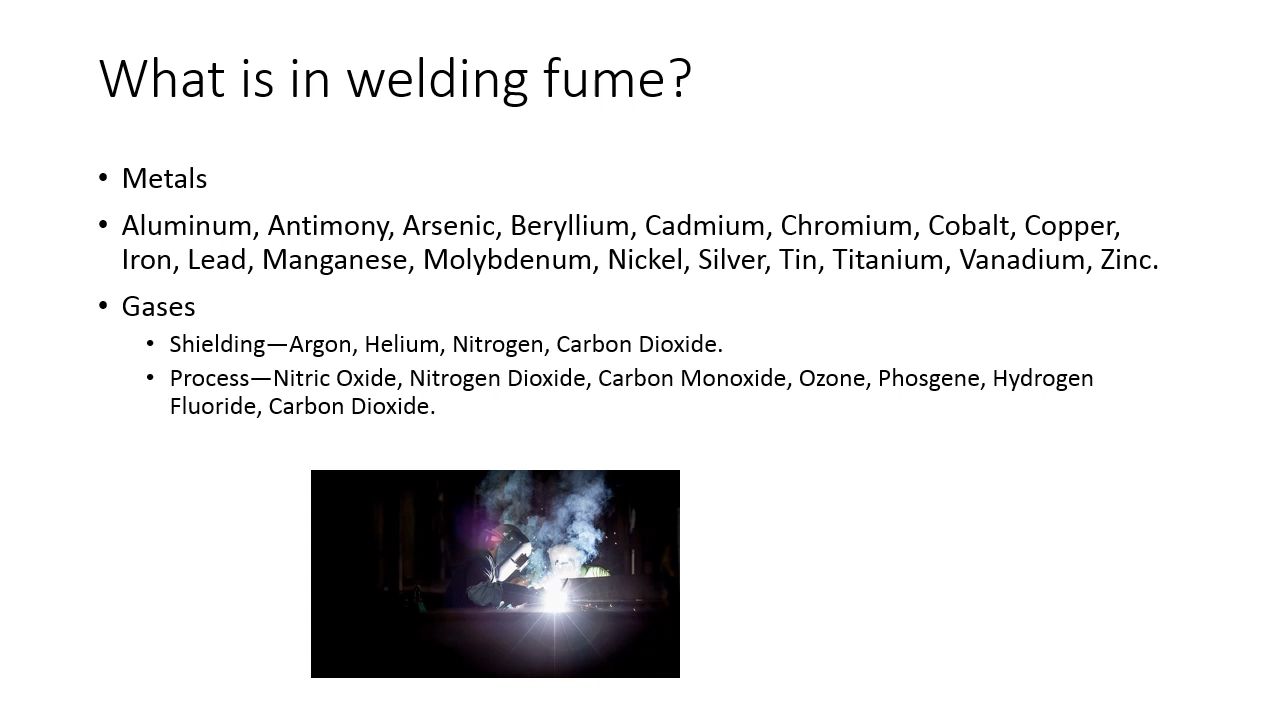 What is in welding fume?
• Metals
• Aluminum, Antimony, Arsenic, Beryllium, Cadmium, Chromium, Cobalt, Copper,
Iron, Lead, Manganese, Molybdenum, Nickel, Silver, Tin, Titanium, Vanadium, Zinc.
• Gases
• Shielding—Argon, Helium, Nitrogen, Carbon Dioxide.
• Process—Nitric Oxide, Nitrogen Dioxide, Carbon Monoxide, Ozone, Phosgene, Hydrogen
Fluoride, Carbon Dioxide.